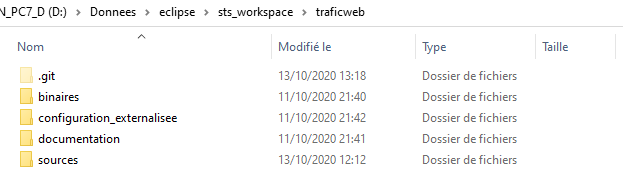 N_PC7_D (D:) > Donnees > eclipse > sts_workspace > traficweb
Nom Modifié le Type Taille
.git 13/10/2020 13:18 Dossier de fichiers
binaires 11/10/2020 21:40 Dossier de fichiers
configuration_externalisee 11/10/2020 21:42 Dossier de fichiers
documentation 11/10/2020 21:41 Dossier de fichiers
sources 13/10/2020 12:12 Dossier de fichiers